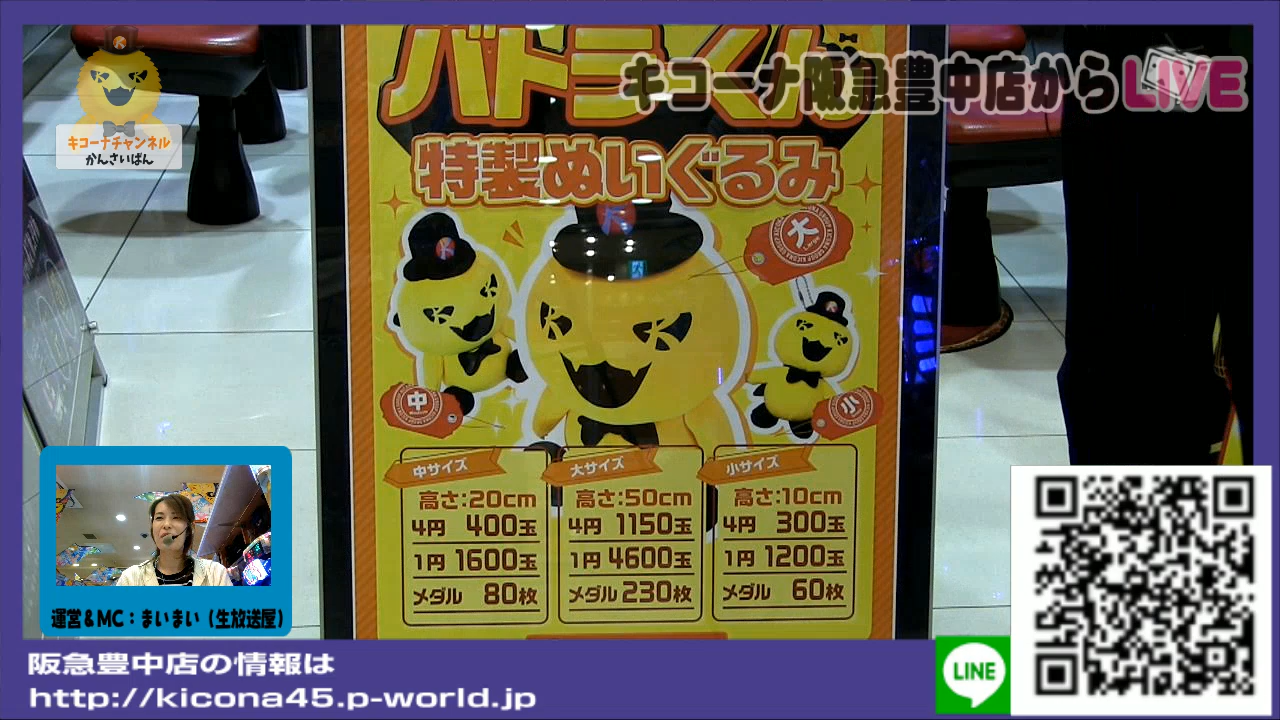 バトラくん
キコーナ阪急豊中店からLIVE
キコーナチャンネル
かんさいばん
特製ぬいぐるみ
K
K
大
Large
中
小
中サイズ
高さ:20cm
4円 400玉
1円 1600玉
メダル 80枚
大サイズ
高さ:50cm
4円 1150玉
1円 4600玉
メダル 230枚
小サイズ
高さ:10cm
4円 300玉
1円 1200玉
メダル 60枚
運営&MC:まいまい(生放送屋)
阪急豊中店の情報は
http://kicona45.p-world.jp
LINE